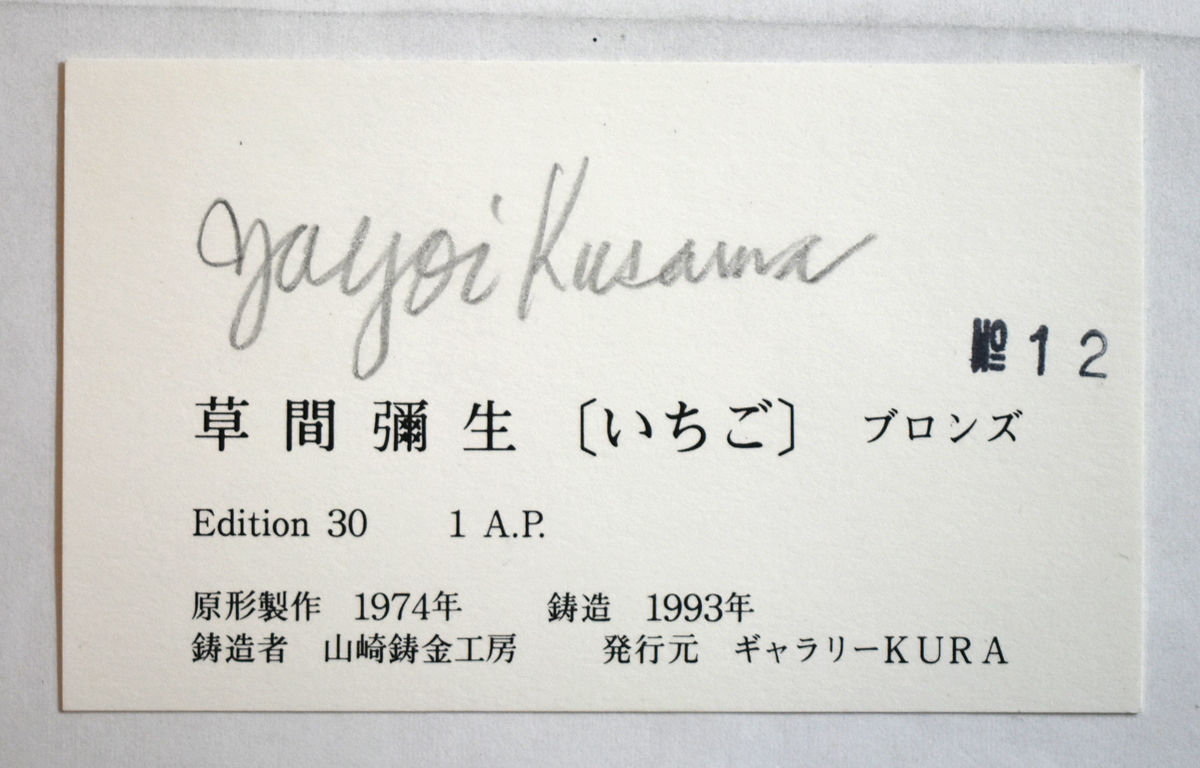 Yayoi Kusama
№ 12
草間彌生〔いちご〕 ブロンズ
Edition 30 1 A.P.
原形製作 1974年 鋳造 1993年
鋳造者 山崎鋳金工房 発行元 ギャラリーKURA